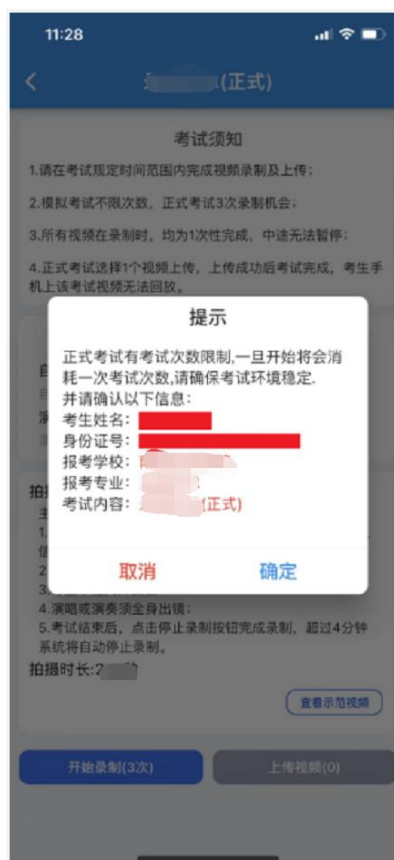 11:28
(正式)
考试须知
1.请在考试规定时间范围内完成视频录制及上传；
2.模拟考试不限次数，正式考试3次录制机会；
3.所有视频在录制时，均为1次性完成，中途无法暂停；
4.正式考试选择1个视频上传，上传成功后考试完成，考生手
机上该考试视频无法回放。
提示
正式考试有考试次数限制,一旦开始将会消
耗一次考试次数,请确保考试环境稳定.
并请确认以下信息:
考生姓名:
身份证号:
报考学校:
报考专业:
考试内容: (正式)
取消 确定
4.演唱或演奏须全身出镜；
5.考试结束后，点击停止录制按钮完成录制，超过4分钟
系统将自动停止录制。
拍摄时长:2
查看示范视频
开始录制(3次) 上传视频(0)